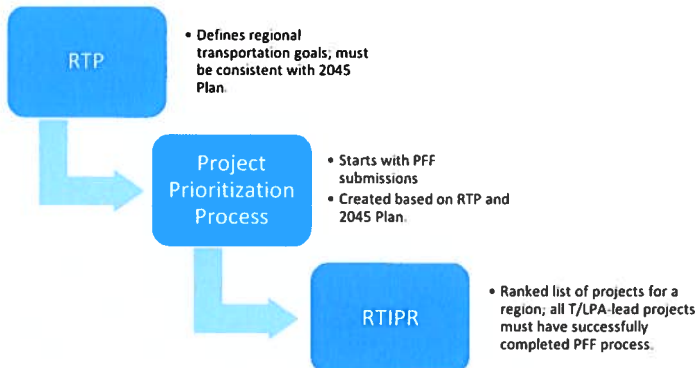 RTP
• Defines regional
transportation goals; must
be consistent with 2045
Plan.
Project
Prioritization
Process
• Starts with PFF
submissions
• Created based on RTP and
2045 Plan.
RTIPR
• Ranked list of projects for a
region; all T/LPA-lead projects
must have successfully
completed PFF process.